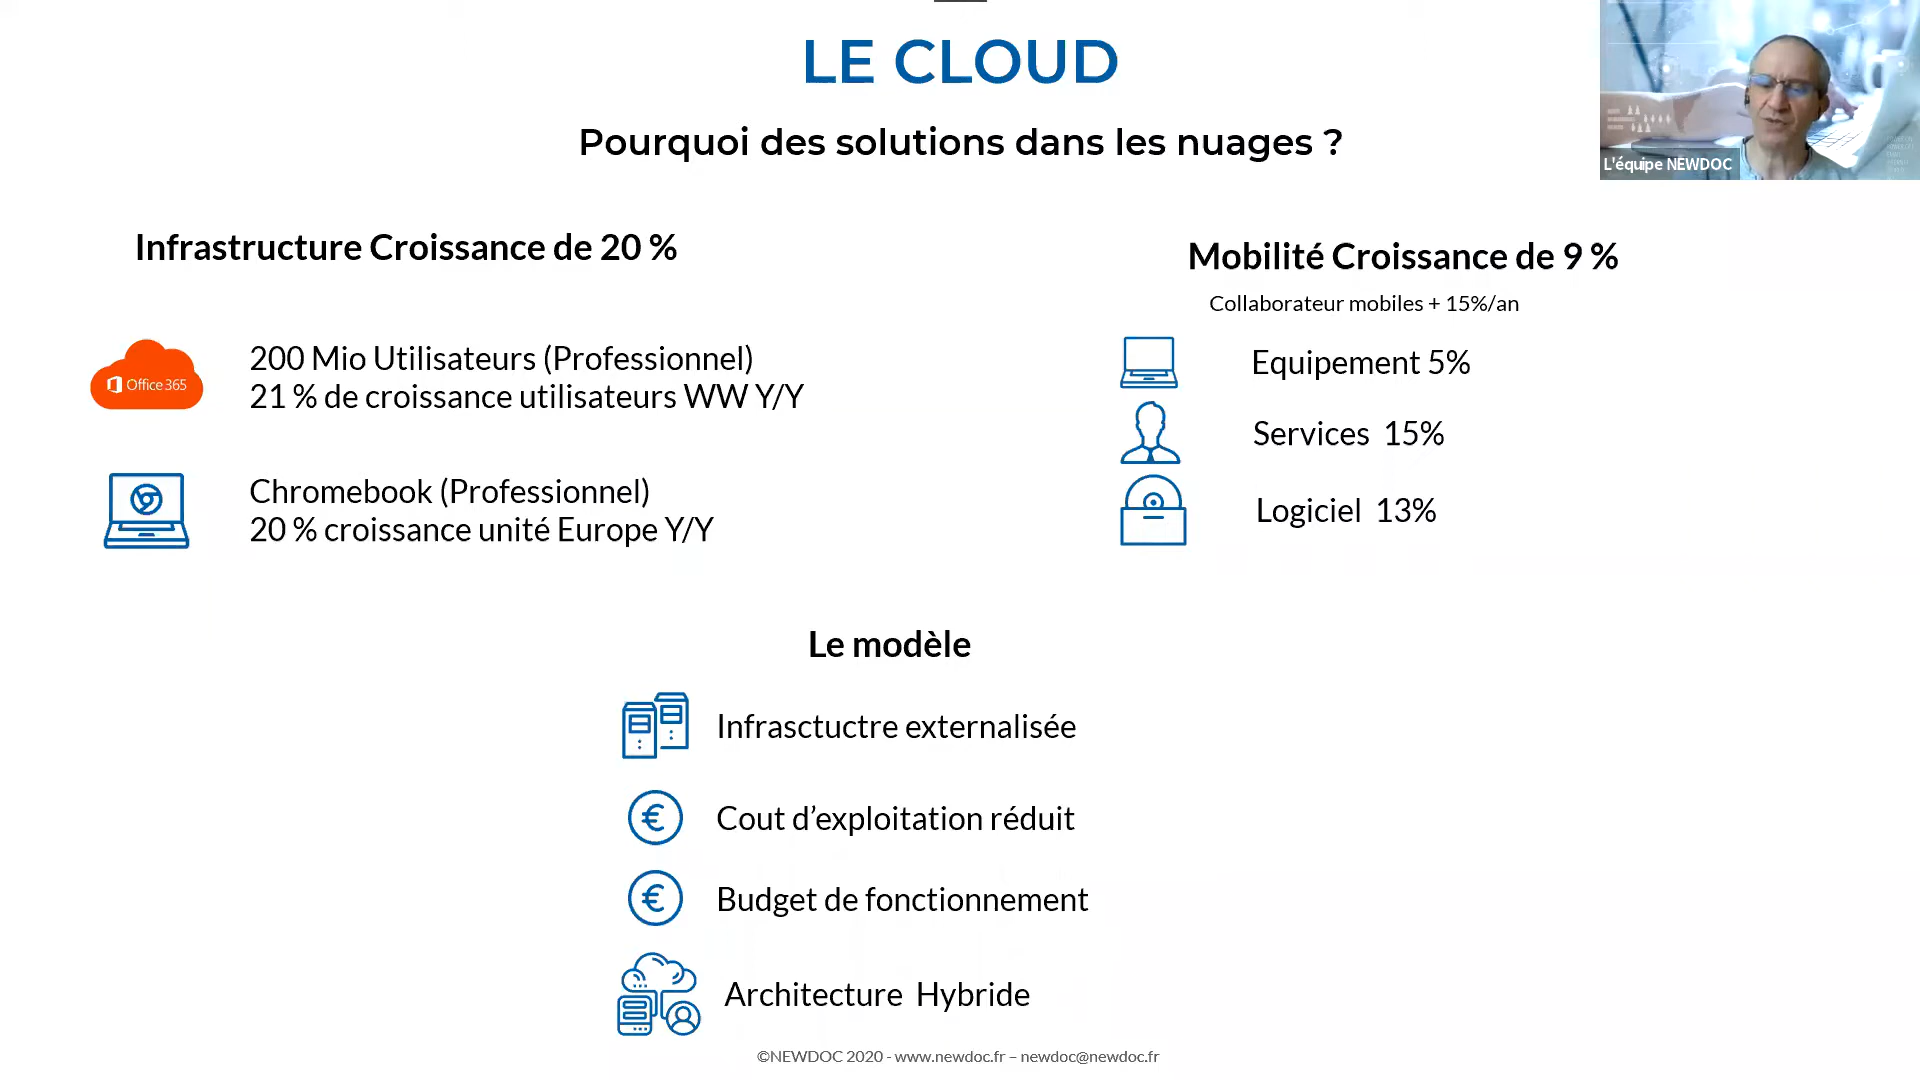 LE CLOUD
Pourquoi des solutions dans les nuages ?
L'équipe NEWDOC
Infrastructure Croissance de 20 %
Office 365
200 Mio Utilisateurs (Professionnel)
21 % de croissance utilisateurs WW Y/Y
Chromebook (Professionnel)
20 % croissance unité Europe Y/Y
Mobilité Croissance de 9 %
Collaborateur mobiles + 15%/an
Equipement 5%
Services 15%
Logiciel 13%
Le modèle
Infrasctuctre externalisée
Cout d’exploitation réduit
Budget de fonctionnement
Architecture Hybride
©NEWDOC 2020 - www.newdoc.fr – newdoc@newdoc.fr